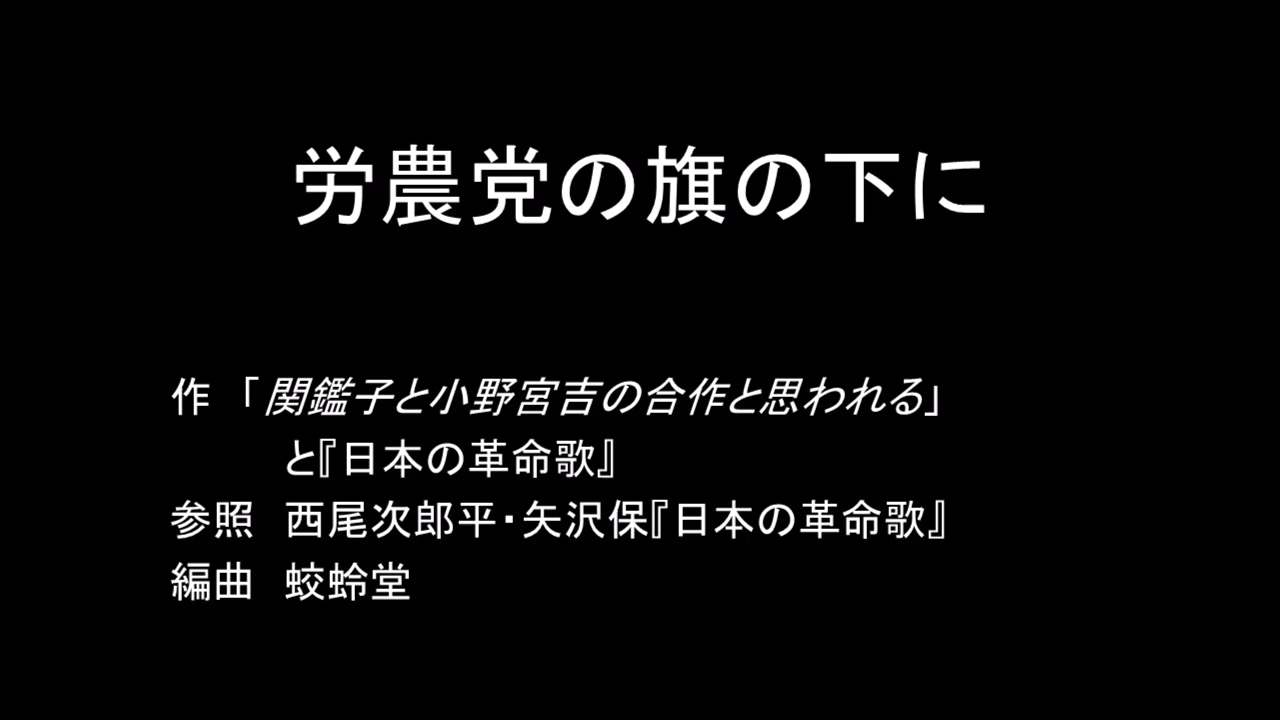 労農党の旗の下に
作 「関鑑子と小野宮吉の合作と思われる」
と『日本の革命歌』
参照 西尾次郎平・矢沢保『日本の革命歌』
編曲 蛟蛉堂